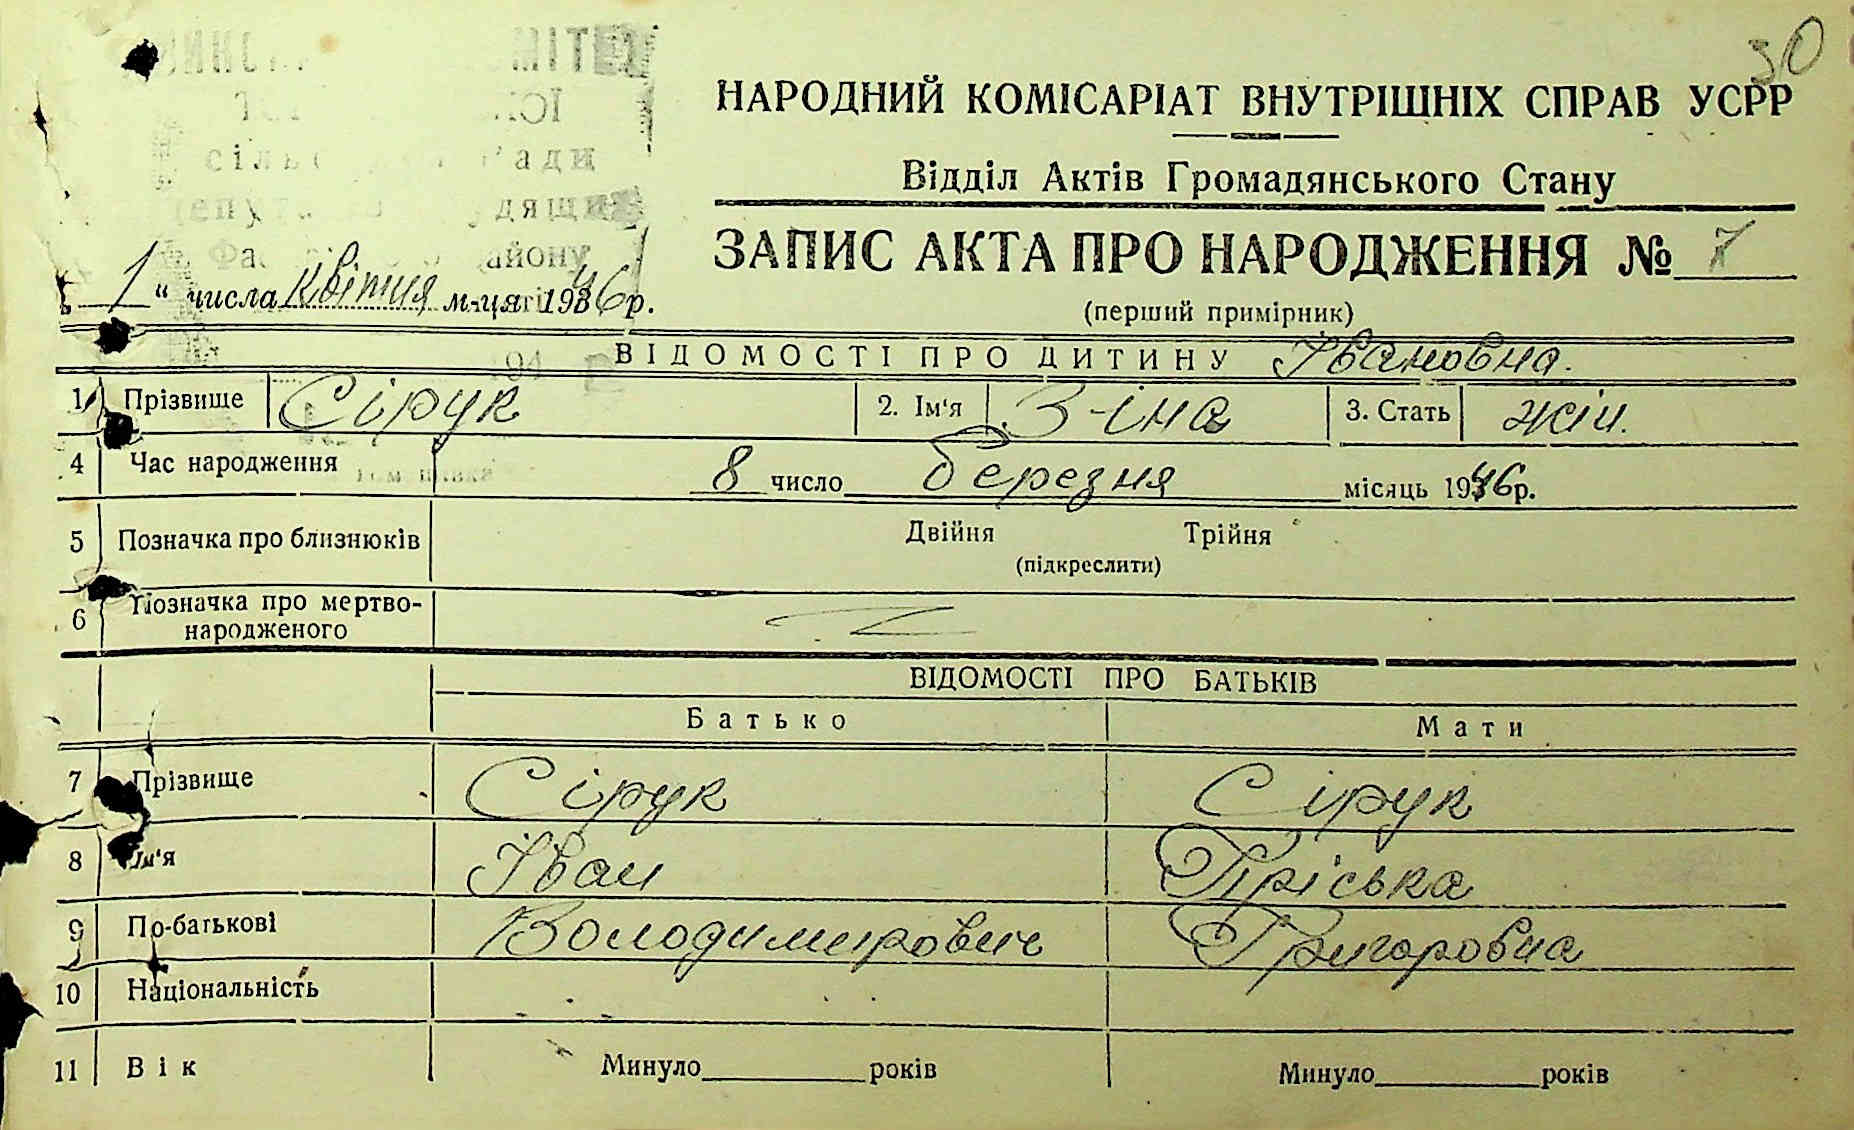 30
НАРОДНИЙ КОМІСАРІАТ ВНУТРІШНІХ СПРАВ УСРР
Відділ Актів Громадянського Стану
ЗАПИС АКТА ПРО НАРОДЖЕННЯ № 7
(перший примірник)
1 " числа квітня м-ця 1946 р.
ВІДОМОСТІ ПРО ДИТИНУ Івановна.
1 Прізвище Сірук 2. Ім'я Зіна 3. Стать жін.
4 Час народження 8 число березня місяць 1946 р.
5 Позначка про близнюків Двійня Трійня
(підкреслити)
6 Позначка про мертво-
народженого
ВІДОМОСТІ ПРО БАТЬКІВ
Батько Мати
7 Прізвище Сірук Сірук
8 Ім'я Іван Пріська
9 По-батькові Володимирович Григоровна
10 Національність
11 Вік Минуло років Минуло років